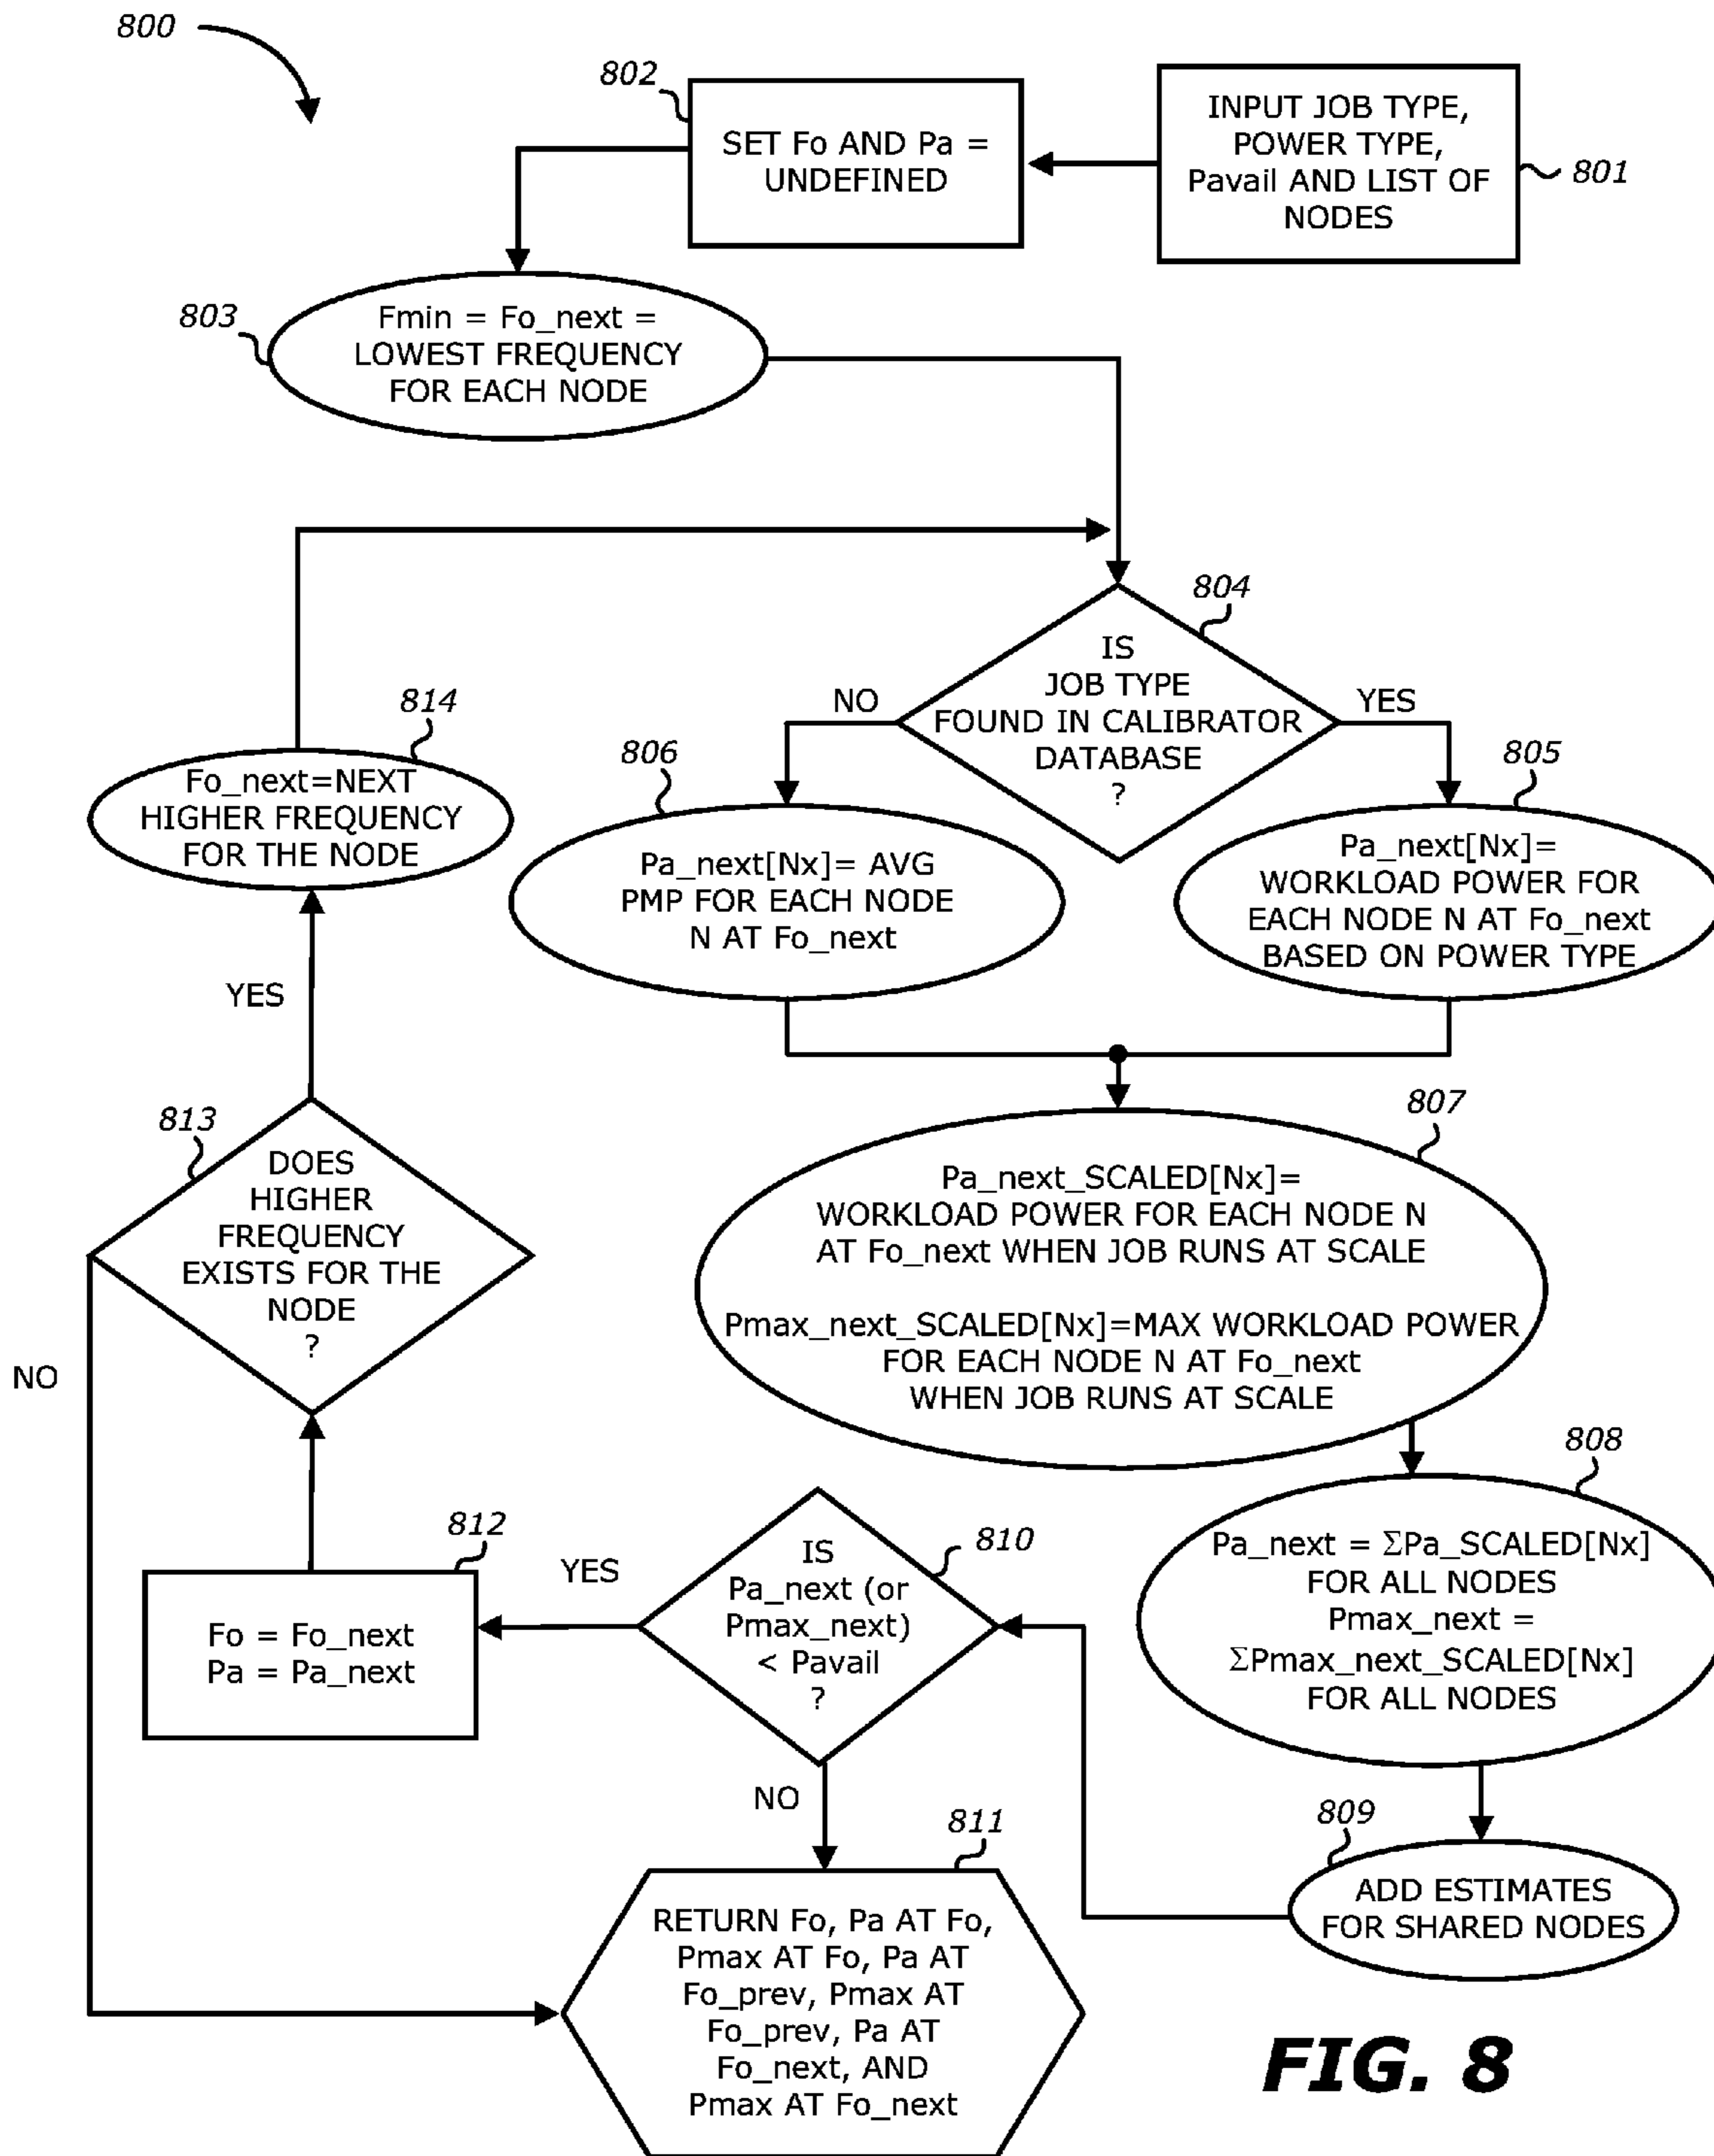 800
802
SET Fo AND Pa =
UNDEFINED
INPUT JOB TYPE,
POWER TYPE,
Pavail AND LIST OF
NODES
801
803
Fmin = Fo_next =
LOWEST FREQUENCY
FOR EACH NODE
804
IS
JOB TYPE
FOUND IN CALIBRATOR
DATABASE
?
NO
YES
814
Fo_next=NEXT
HIGHER FREQUENCY
FOR THE NODE
806
Pa_next[Nx]= AVG
PMP FOR EACH NODE
N AT Fo_next
805
Pa_next[Nx]=
WORKLOAD POWER FOR
EACH NODE N AT Fo_next
BASED ON POWER TYPE
YES
813
DOES
HIGHER
FREQUENCY
EXISTS FOR THE
NODE
?
NO
807
Pa_next_SCALED[Nx]=
WORKLOAD POWER FOR EACH NODE N
AT Fo_next WHEN JOB RUNS AT SCALE
Pmax_next_SCALED[Nx]=MAX WORKLOAD POWER
FOR EACH NODE N AT Fo_next
WHEN JOB RUNS AT SCALE
808
Pa_next = ΣPa_SCALED[Nx]
FOR ALL NODES
Pmax_next =
ΣPmax_next_SCALED[Nx]
FOR ALL NODES
812
Fo = Fo_next
Pa = Pa_next
YES
810
IS
Pa_next (or
Pmax_next)
< Pavail
?
NO
809
ADD ESTIMATES
FOR SHARED NODES
811
RETURN Fo, Pa AT Fo,
Pmax AT Fo, Pa AT
Fo_prev, Pmax AT
Fo_prev, Pa AT
Fo_next, AND
Pmax AT Fo_next
FIG. 8